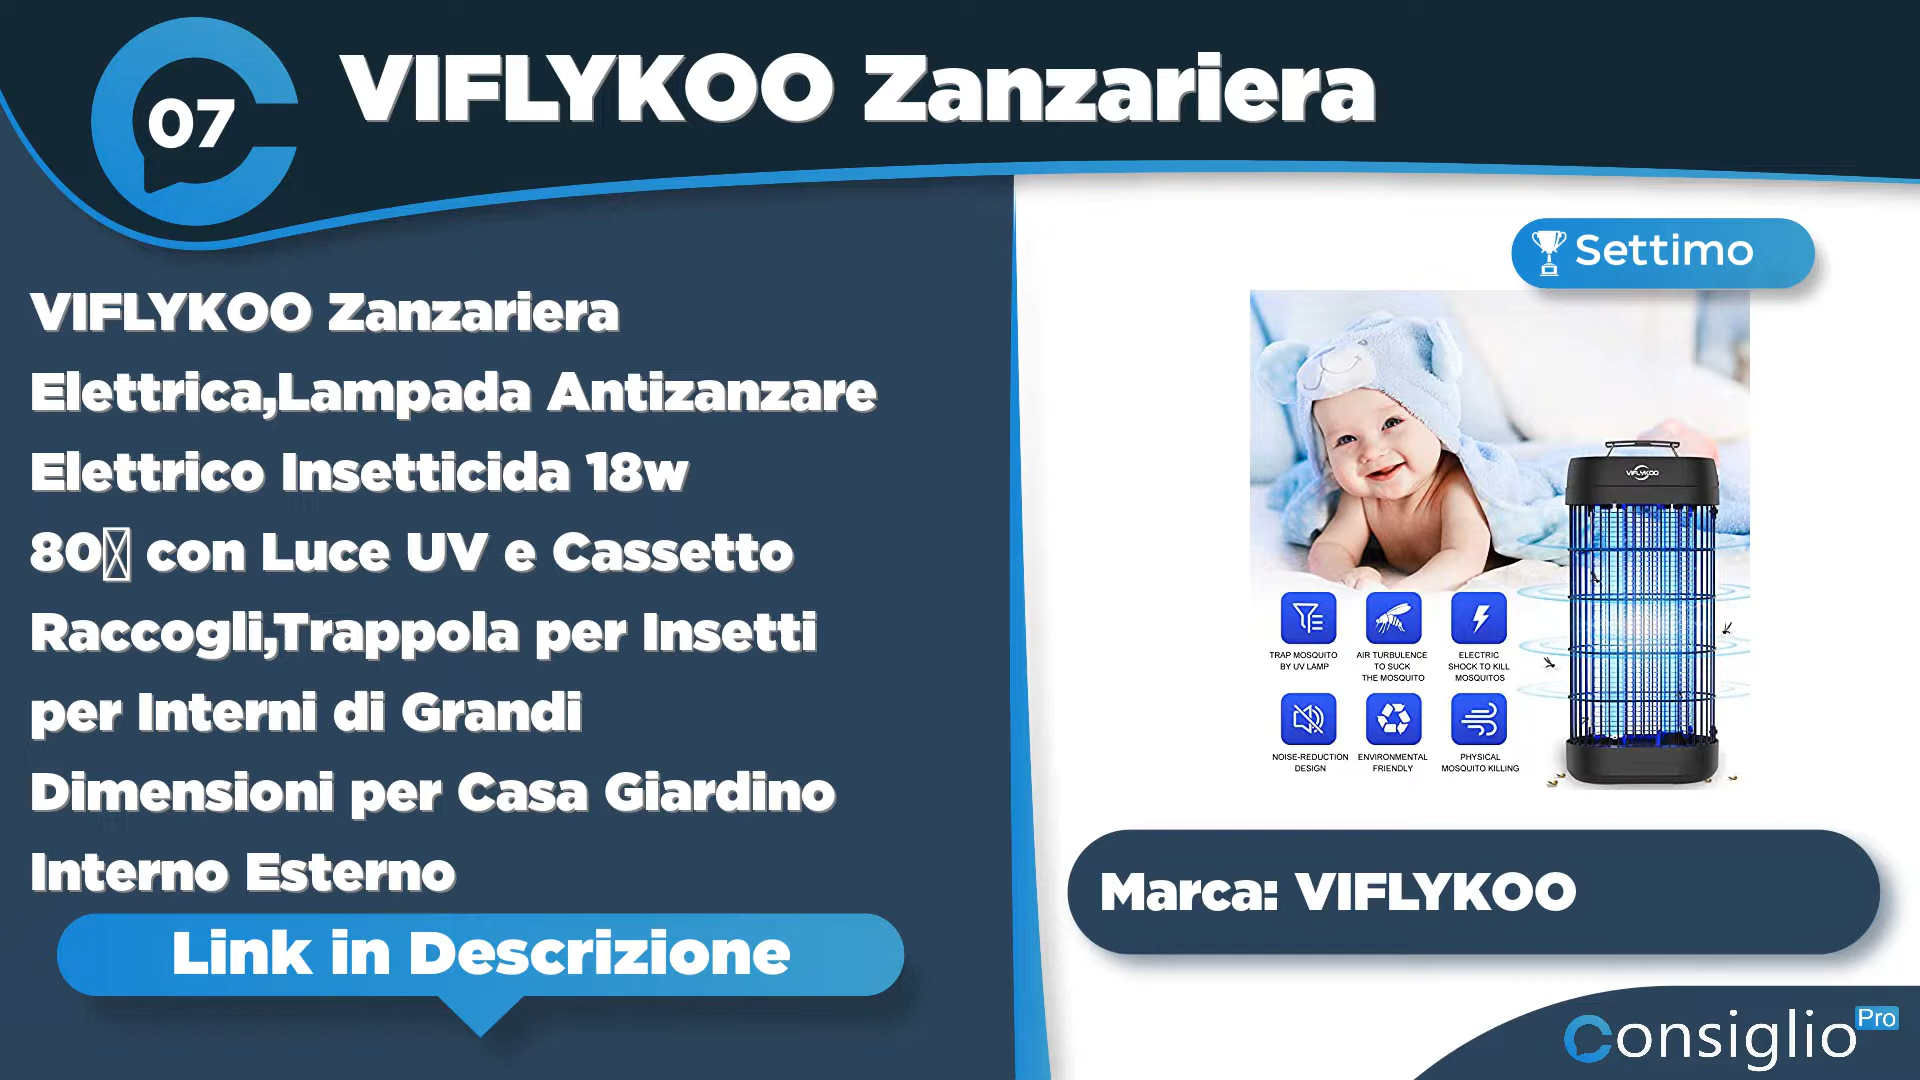 07
VIFLYKOO Zanzariera
Settimo
VIFLYKOO Zanzariera
Elettrica,Lampada Antizanzare
Elettrico Insetticida 18w
80 con Luce UV e Cassetto
Raccogli,Trappola per Insetti
per Interni di Grandi
Dimensioni per Casa Giardino
Interno Esterno
Link in Descrizione
VIFLYKOO
TRAP MOSQUITO
BY UV LAMP
AIR TURBULENCE
TO SUCK
THE MOSQUITO
ELECTRIC
SHOCK TO KILL
MOSQUITOS
NOISE-REDUCTION
DESIGN
ENVIRONMENTAL
FRIENDLY
PHYSICAL
MOSQUITO KILLING
Marca: VIFLYKOO
Consiglio Pro